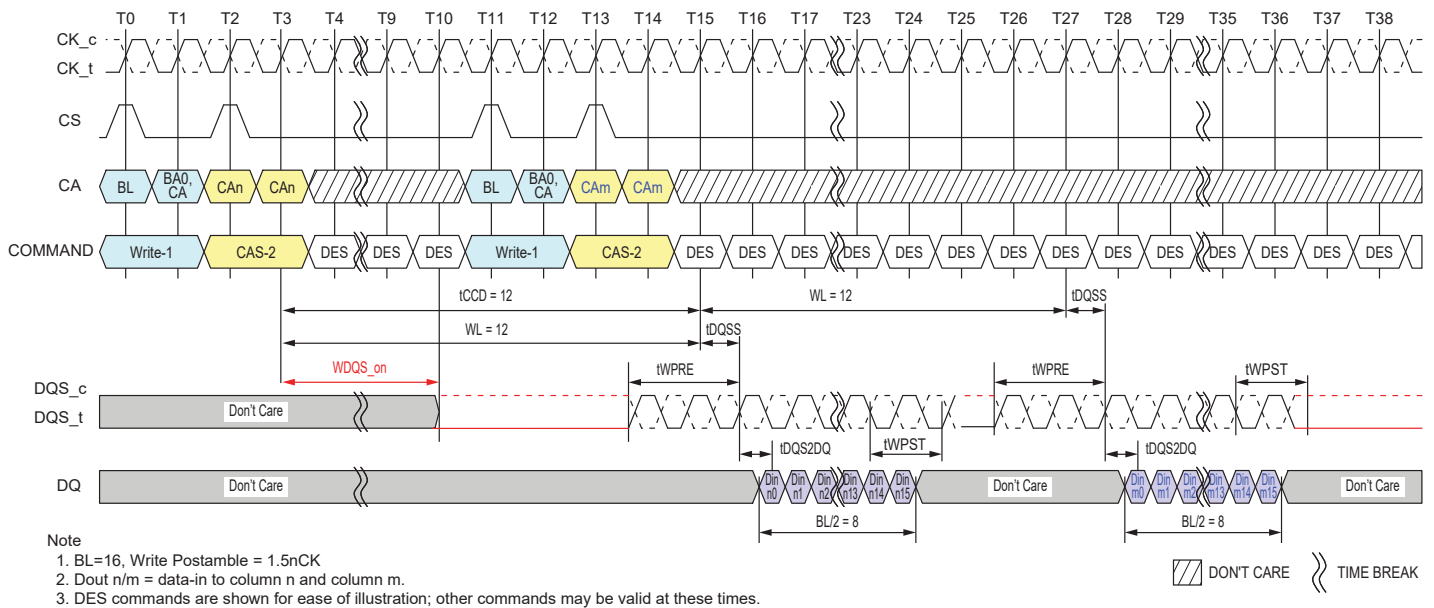 T0 T1 T2 T3 T4 T9 T10 T11 T12 T13 T14 T15 T16 T17 T23 T24 T25 T26 T27 T28 T29 T35 T36 T37 T38
CK_c
CK_t
CS
CA BL BA0, CA CAn CAn BL BA0, CA CAm CAm
COMMAND Write-1 CAS-2 DES DES DES Write-1 CAS-2 DES DES DES DES DES DES DES DES DES DES DES DES DES DES
tCCD = 12 WL = 12 tDQSS
WL = 12 tDQSS
WDQS_on tWPRE tWPRE tWPST
DQS_c
DQS_t Don't Care
tDQS2DQ tWPST tDQS2DQ
DQ Don't Care Din n0 Din n1 Din n2 Din n13 Din n14 Din n15 Don't Care Din m0 Din m1 Din m2 Din m13 Din m14 Din m15 Don't Care
BL/2 = 8 BL/2 = 8
Note
1. BL=16, Write Postamble = 1.5nCK
2. Dout n/m = data-in to column n and column m.
3. DES commands are shown for ease of illustration; other commands may be valid at these times.
DON'T CARE TIME BREAK